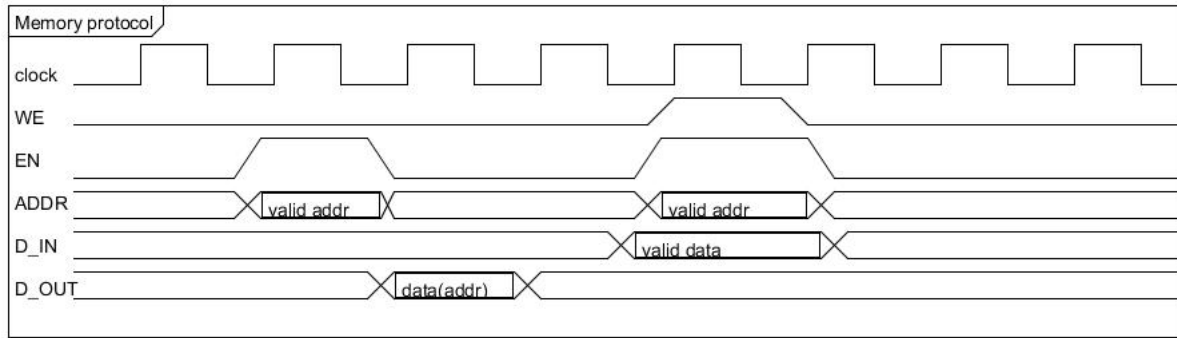 Memory protocol
clock
WE
EN
ADDR
valid addr
valid addr
D_IN
valid data
D_OUT
data(addr)